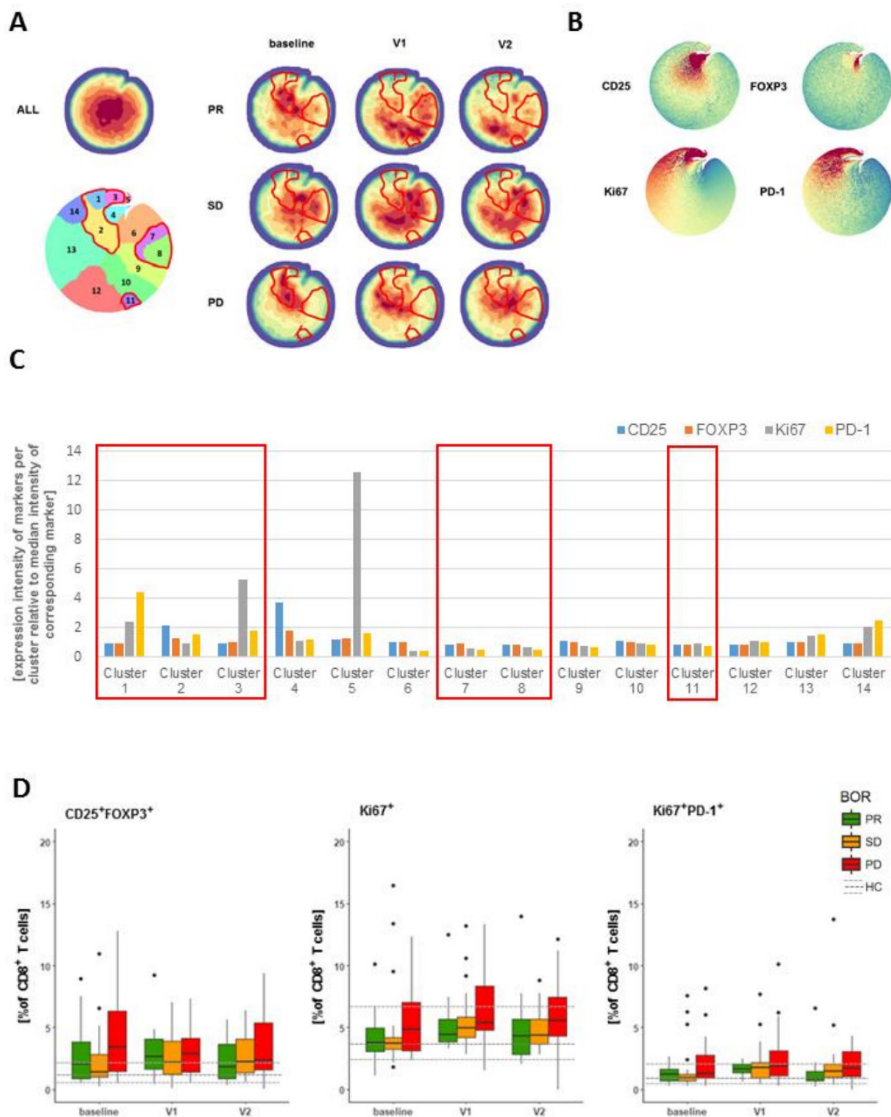 A
baseline V1 V2
ALL
PR
SD
PD
1 3 5
14 4
2 6
7
13 8
9
10
12
11
B
CD25 FOXP3
Ki67 PD-1
C
CD25 FOXP3 Ki67 PD-1
[expression intensity of markers per
cluster relative to median intensity of
corresponding marker]
14
12
10
8
6
4
2
0
Cluster Cluster Cluster Cluster Cluster Cluster Cluster Cluster Cluster Cluster Cluster Cluster Cluster Cluster
1 2 3 4 5 6 7 8 9 10 11 12 13 14
D
CD25+FOXP3+
[%of CD8+ T cells]
20
15
10
5
0
baseline V1 V2
Ki67+
[%of CD8+ T cells]
20
15
10
5
0
baseline V1 V2
Ki67+PD-1+
[%of CD8+ T cells]
20
15
10
5
0
baseline V1 V2
BOR
PR
SD
PD
HC